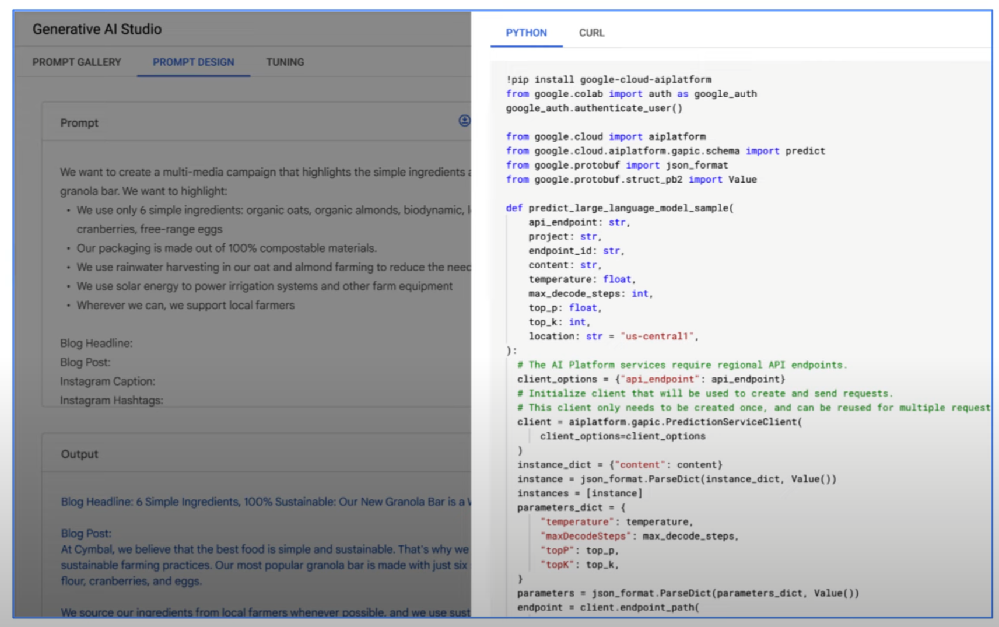 Generative AI Studio
PROMPT GALLERY PROMPT DESIGN TUNING
Prompt
We want to create a multi-media campaign that highlights the simple ingredients
granola bar. We want to highlight:
• We use only 6 simple ingredients: organic oats, organic almonds, biodynamic,
cranberries, free-range eggs
• Our packaging is made out of 100% compostable materials.
• We use rainwater harvesting in our oat and almond farming to reduce the need
• We use solar energy to power irrigation systems and other farm equipment
• Wherever we can, we support local farmers
Blog Headline:
Blog Post:
Instagram Caption:
Instagram Hashtags:
Output
Blog Headline: 6 Simple Ingredients, 100% Sustainable: Our New Granola Bar is a
Blog Post:
At Cymbal, we believe that the best food is simple and sustainable. That's why we
sustainable farming practices. Our most popular granola bar is made with just six
flour, cranberries, and eggs.
We source our ingredients from local farmers whenever possible, and we use sust
PYTHON CURL
!pip install google-cloud-aiplatform
from google.colab import auth as google_auth
google_auth.authenticate_user()
from google.cloud import aiplatform
from google.cloud.aiplatform.gapic.schema import predict
from google.protobuf import json_format
from google.protobuf.struct_pb2 import Value
def predict_large_language_model_sample(
api_endpoint: str,
project: str,
endpoint_id: str,
content: str,
temperature: float,
max_decode_steps: int,
top_p: float,
top_k: int,
location: str = "us-central1",
):
# The AI Platform services require regional API endpoints.
client_options = {"api_endpoint": api_endpoint}
# Initialize client that will be used to create and send requests.
# This client only needs to be created once, and can be reused for multiple request
client = aiplatform.gapic.PredictionServiceClient(
client_options=client_options
)
instance_dict = {"content": content}
instance = json_format.ParseDict(instance_dict, Value())
instances = [instance]
parameters_dict = {
"temperature": temperature,
"maxDecodeSteps": max_decode_steps,
"topP": top_p,
"topK": top_k,
}
parameters = json_format.ParseDict(parameters_dict, Value())
endpoint = client.endpoint_path(